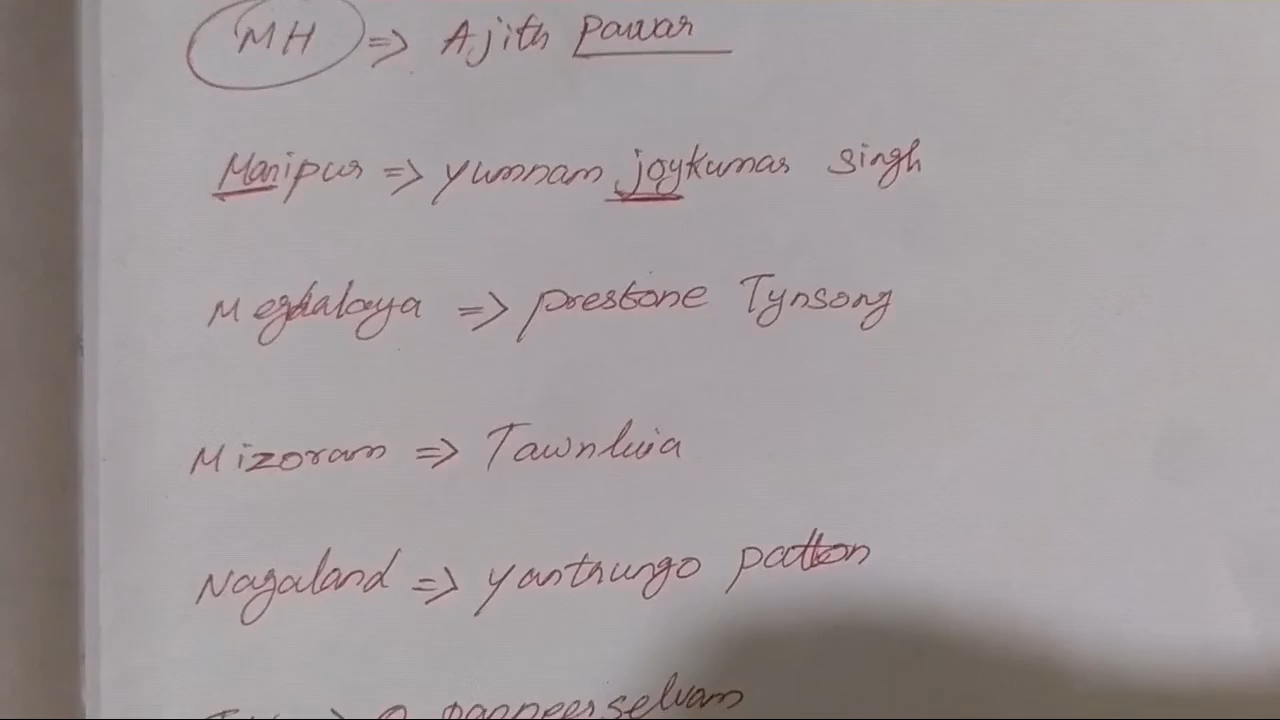 MH => Ajith Pawar
Manipur => yumnam joykumar singh
Meghalaya => prestone Tynsong
Mizoram => Tawnluia
Nagaland => yanthungo patton
=> O panneerselvam